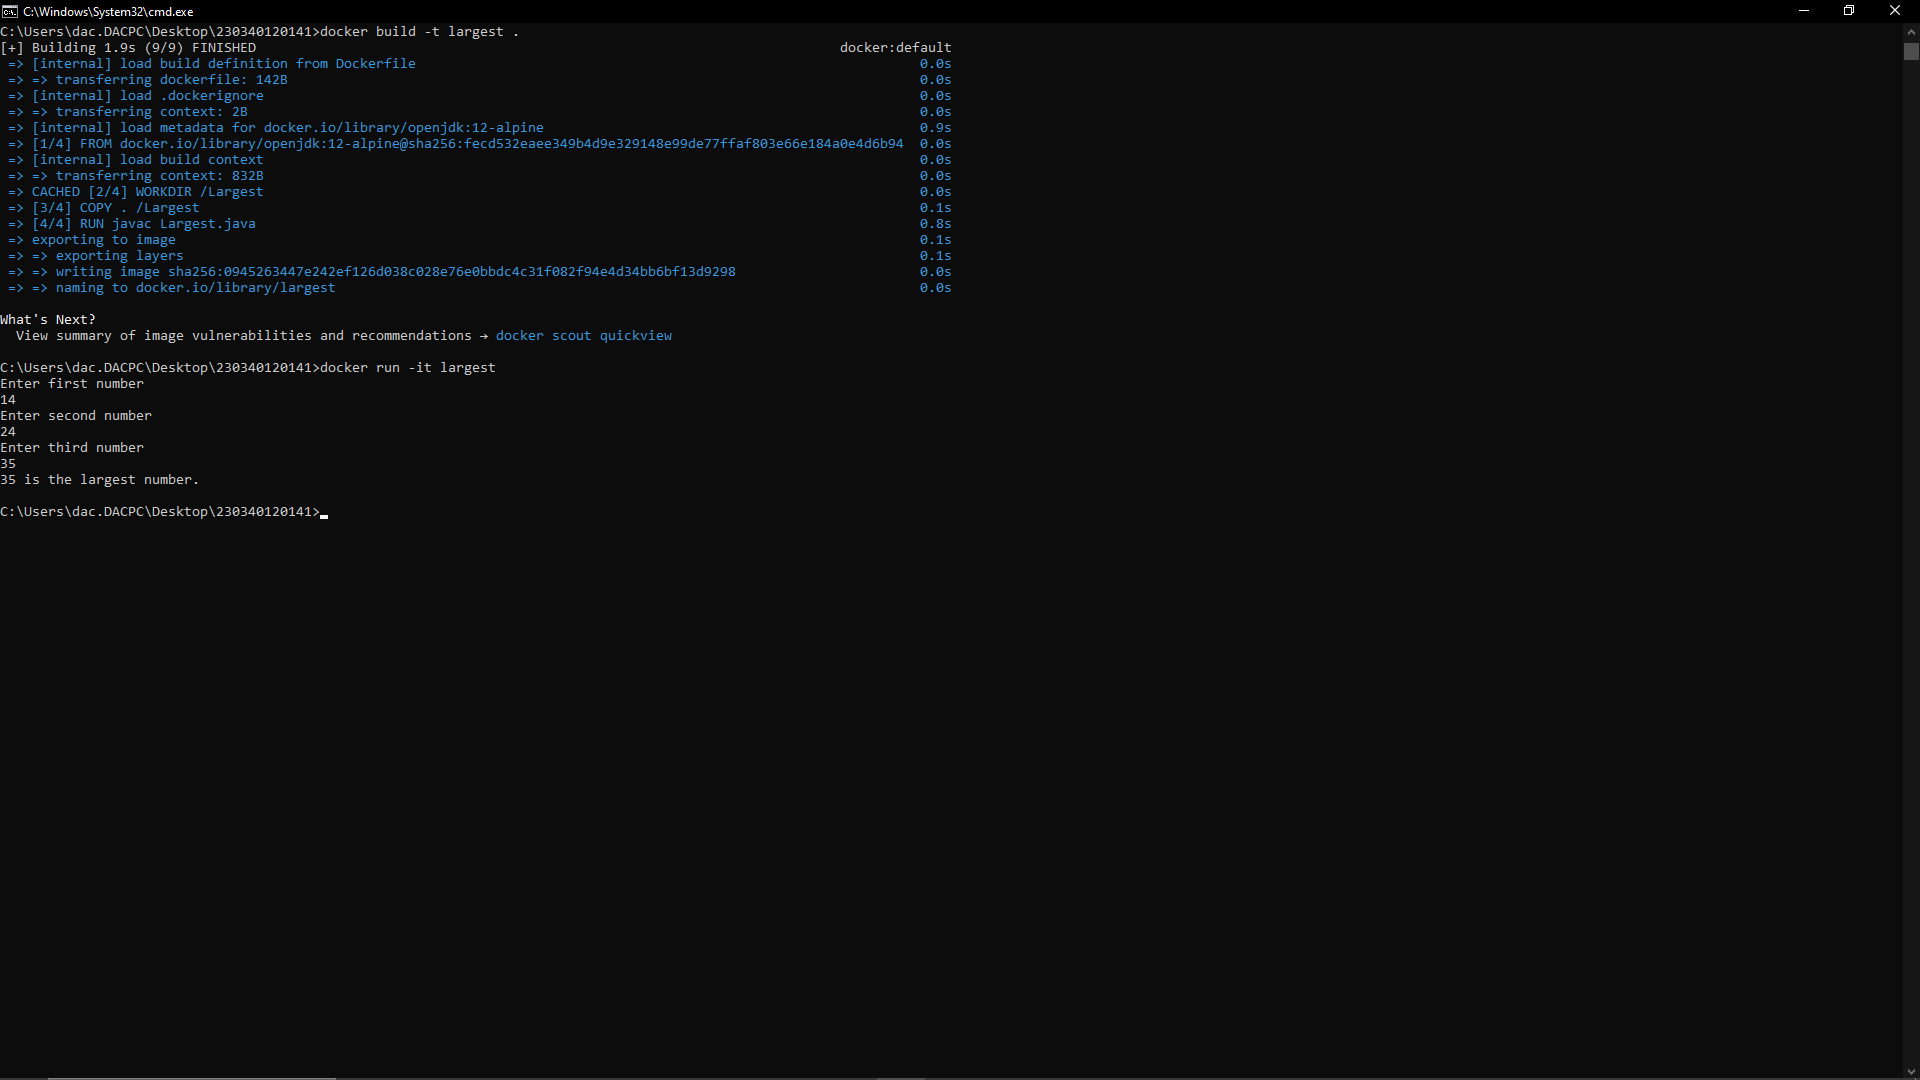 C:\Windows\System32\cmd.exe
C:\Users\dac.DACPC\Desktop\230340120141>docker build -t largest .
[+] Building 1.9s (9/9) FINISHED docker:default
=> [internal] load build definition from Dockerfile 0.0s
=> => transferring dockerfile: 142B 0.0s
=> [internal] load .dockerignore 0.0s
=> => transferring context: 2B 0.0s
=> [internal] load metadata for docker.io/library/openjdk:12-alpine 0.9s
=> [1/4] FROM docker.io/library/openjdk:12-alpine@sha256:fecd532eaee349b4d9e329148e99de77ffaf803e66e184a0e4d6b94 0.0s
=> [internal] load build context 0.0s
=> => transferring context: 832B 0.0s
=> CACHED [2/4] WORKDIR /Largest 0.0s
=> [3/4] COPY . /Largest 0.1s
=> [4/4] RUN javac Largest.java 0.8s
=> exporting to image 0.1s
=> => exporting layers 0.1s
=> => writing image sha256:0945263447e242ef126d038c028e76e0bbdc4c31f082f94e4d34bb6bf13d9298 0.0s
=> => naming to docker.io/library/largest 0.0s
What's Next?
View summary of image vulnerabilities and recommendations → docker scout quickview
C:\Users\dac.DACPC\Desktop\230340120141>docker run -it largest
Enter first number
14
Enter second number
24
Enter third number
35
35 is the largest number.
C:\Users\dac.DACPC\Desktop\230340120141>